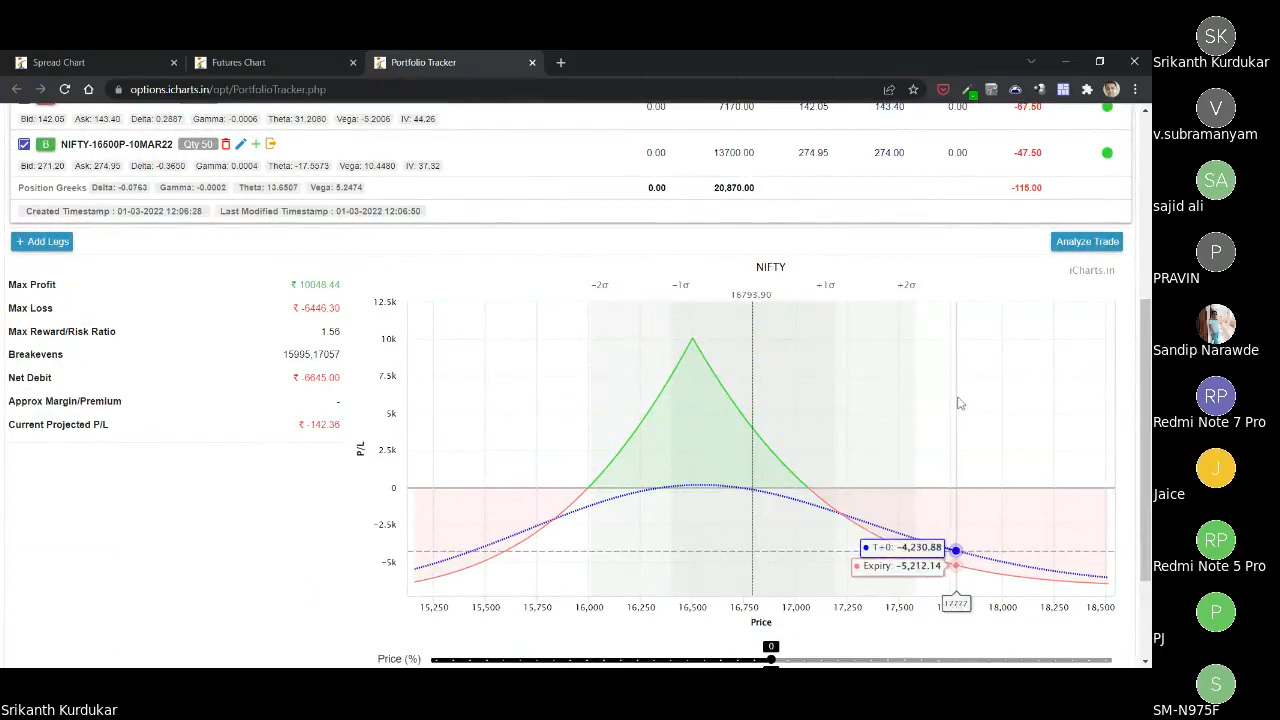 Spread Chart
Futures Chart
Portfolio Tracker
options.icharts.in/opt/PortfolioTracker.php
0.00 7170.00 142.05 143.40 0.00 -67.50
Bid: 142.05 Ask: 143.40 Delta: 0.2887 Gamma: -0.0006 Theta: 31.2080 Vega: -5.2006 IV: 44.26
B NIFTY-16500P-10MAR22 Qty 50 0.00 13700.00 274.95 274.00 0.00 -47.50
Bid: 271.20 Ask: 274.95 Delta: -0.3650 Gamma: 0.0004 Theta: -17.5573 Vega: 10.4480 IV: 37.32
Position Greeks Delta: -0.0763 Gamma: -0.0002 Theta: 13.6507 Vega: 5.2474 0.00 20,870.00 -115.00
Created Timestamp : 01-03-2022 12:06:28 Last Modified Timestamp : 01-03-2022 12:06:50
+ Add Legs
Analyze Trade
Max Profit ₹ 10048.44
Max Loss ₹ -6446.30
Max Reward/Risk Ratio 1.56
Breakevens 15995,17057
Net Debit ₹ -6645.00
Approx Margin/Premium -
Current Projected P/L ₹ -142.36
NIFTY
iCharts.in
-2σ -1σ +1σ +2σ
16793.90
12.5k
10k
7.5k
5k
2.5k
0
-2.5k
-5k
P/L
T+0: -4,230.88
Expiry: -5,212.14
15,250 15,500 15,750 16,000 16,250 16,500 16,750 17,000 17,250 17,500 18,000 18,250 18,500
17777
Price
0
Price (%)
SK
Srikanth Kurdukar
V
v.subramanyam
SA
sajid ali
P
PRAVIN
Sandip Narawde
RP
Redmi Note 7 Pro
J
Jaice
RP
Redmi Note 5 Pro
P
PJ
S
SM-N975F
Srikanth Kurdukar